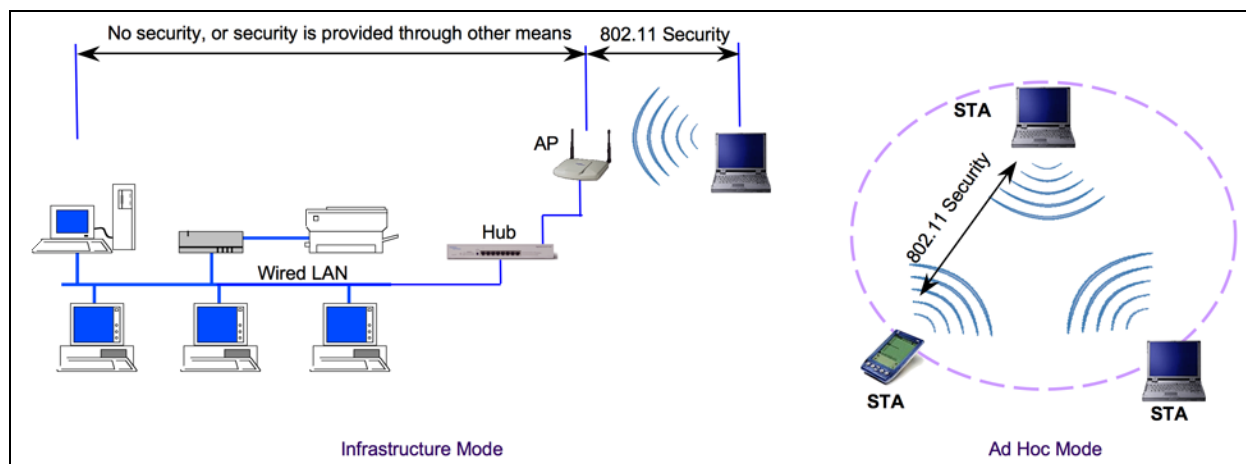 No security, or security is provided through other means
802.11 Security
AP
Hub
Wired LAN
Infrastructure Mode
STA
802.11 Security
STA
STA
Ad Hoc Mode